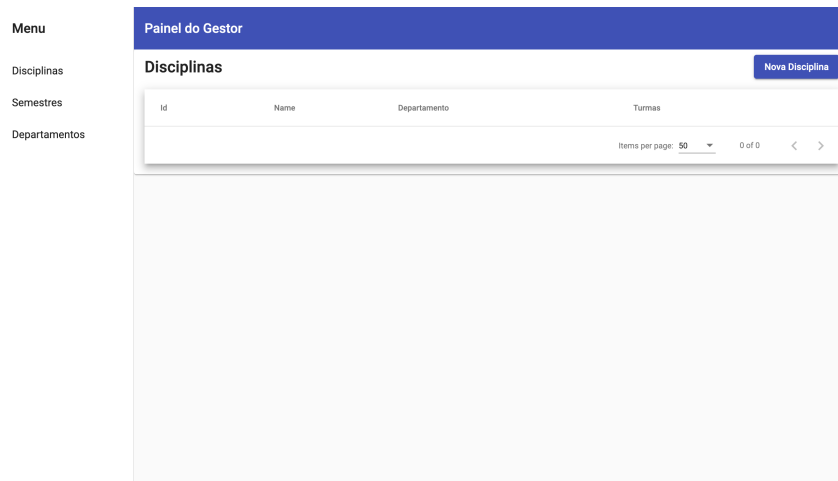 Menu
Disciplinas
Semestres
Departamentos
Painel do Gestor
Disciplinas
Nova Disciplina
Id Name Departamento Turmas
Items per page: 50 0 of 0